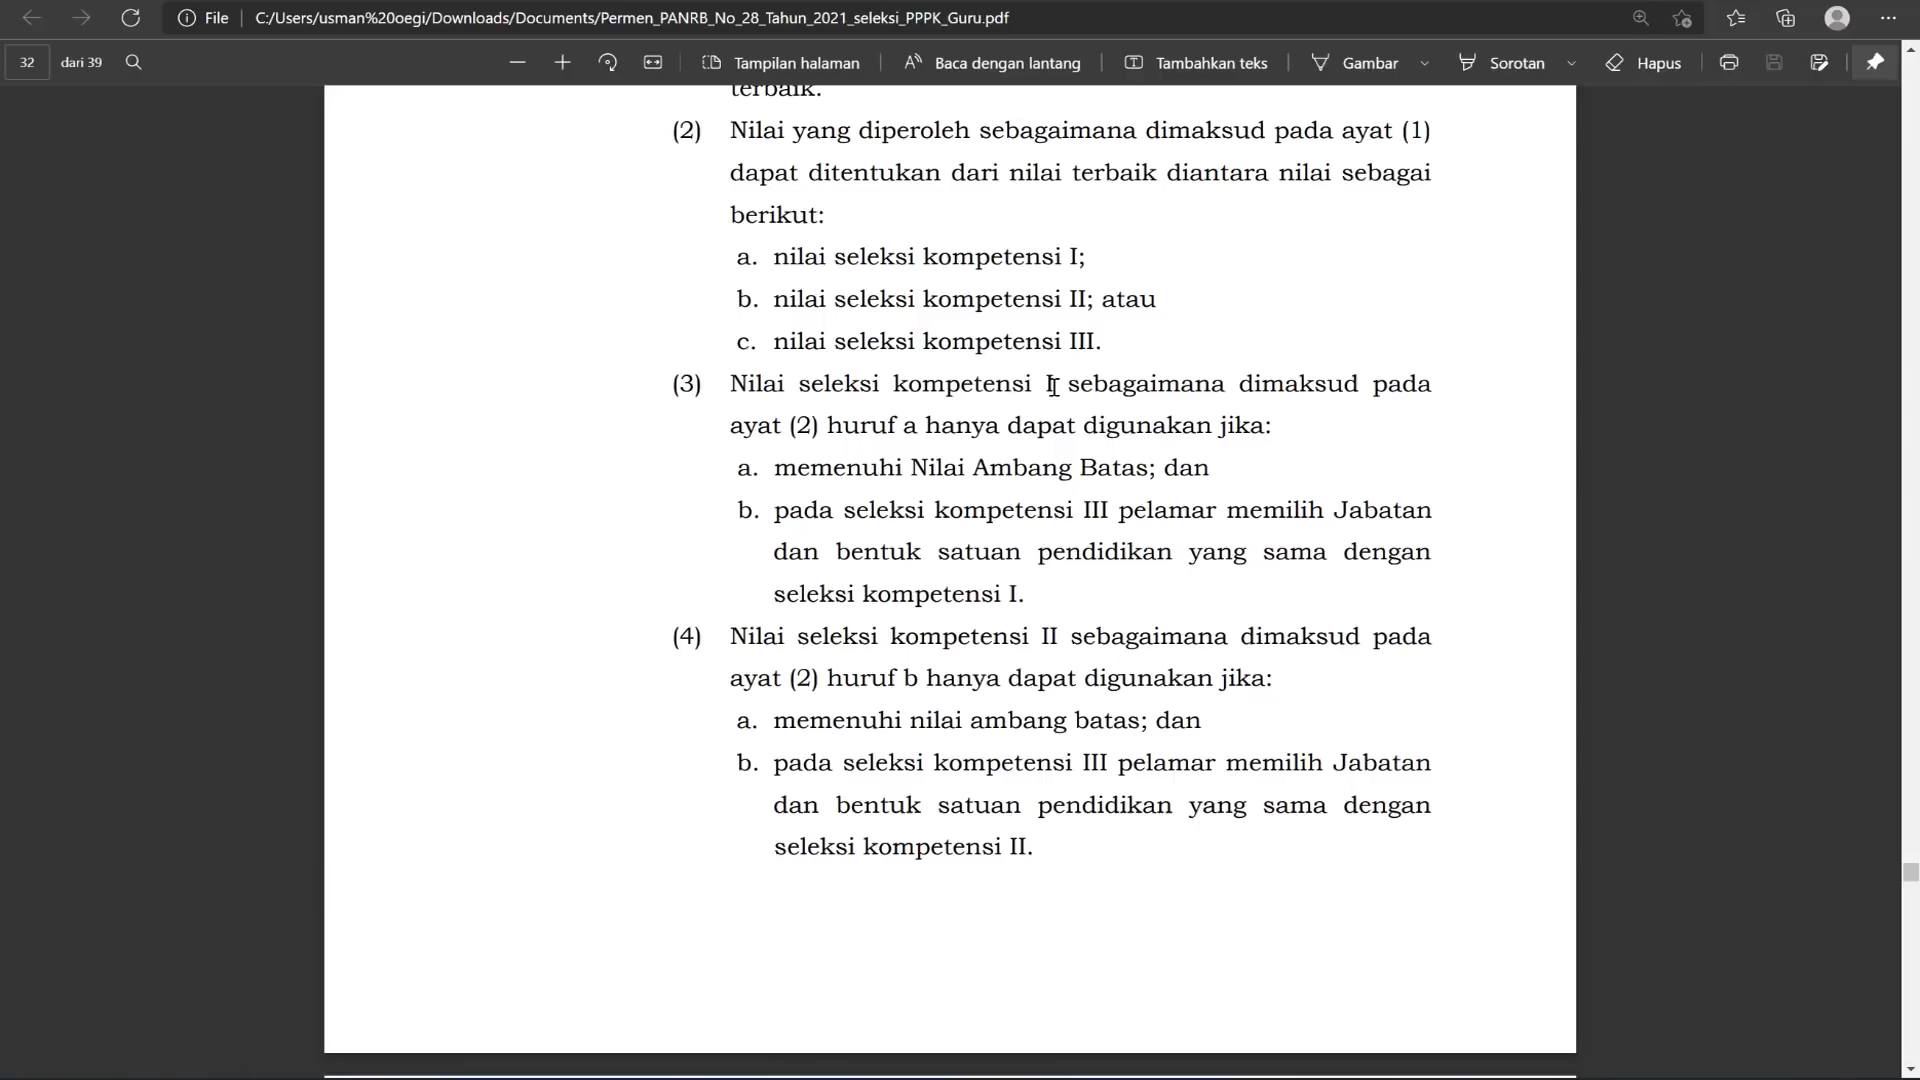 File C:/Users/usman%20oegi/Downloads/Documents/Permen_PANRB_No_28_Tahun_2021_seleksi_PPPK_Guru.pdf
32 dari 39 Tampilan halaman Baca dengan lantang Tambahkan teks Gambar Sorotan Hapus
terbaik.
(2) Nilai yang diperoleh sebagaimana dimaksud pada ayat (1)
dapat ditentukan dari nilai terbaik diantara nilai sebagai
berikut:
a. nilai seleksi kompetensi I;
b. nilai seleksi kompetensi II; atau
c. nilai seleksi kompetensi III.
(3) Nilai seleksi kompetensi I sebagaimana dimaksud pada
ayat (2) huruf a hanya dapat digunakan jika:
a. memenuhi Nilai Ambang Batas; dan
b. pada seleksi kompetensi III pelamar memilih Jabatan
dan bentuk satuan pendidikan yang sama dengan
seleksi kompetensi I.
(4) Nilai seleksi kompetensi II sebagaimana dimaksud pada
ayat (2) huruf b hanya dapat digunakan jika:
a. memenuhi nilai ambang batas; dan
b. pada seleksi kompetensi III pelamar memilih Jabatan
dan bentuk satuan pendidikan yang sama dengan
seleksi kompetensi II.